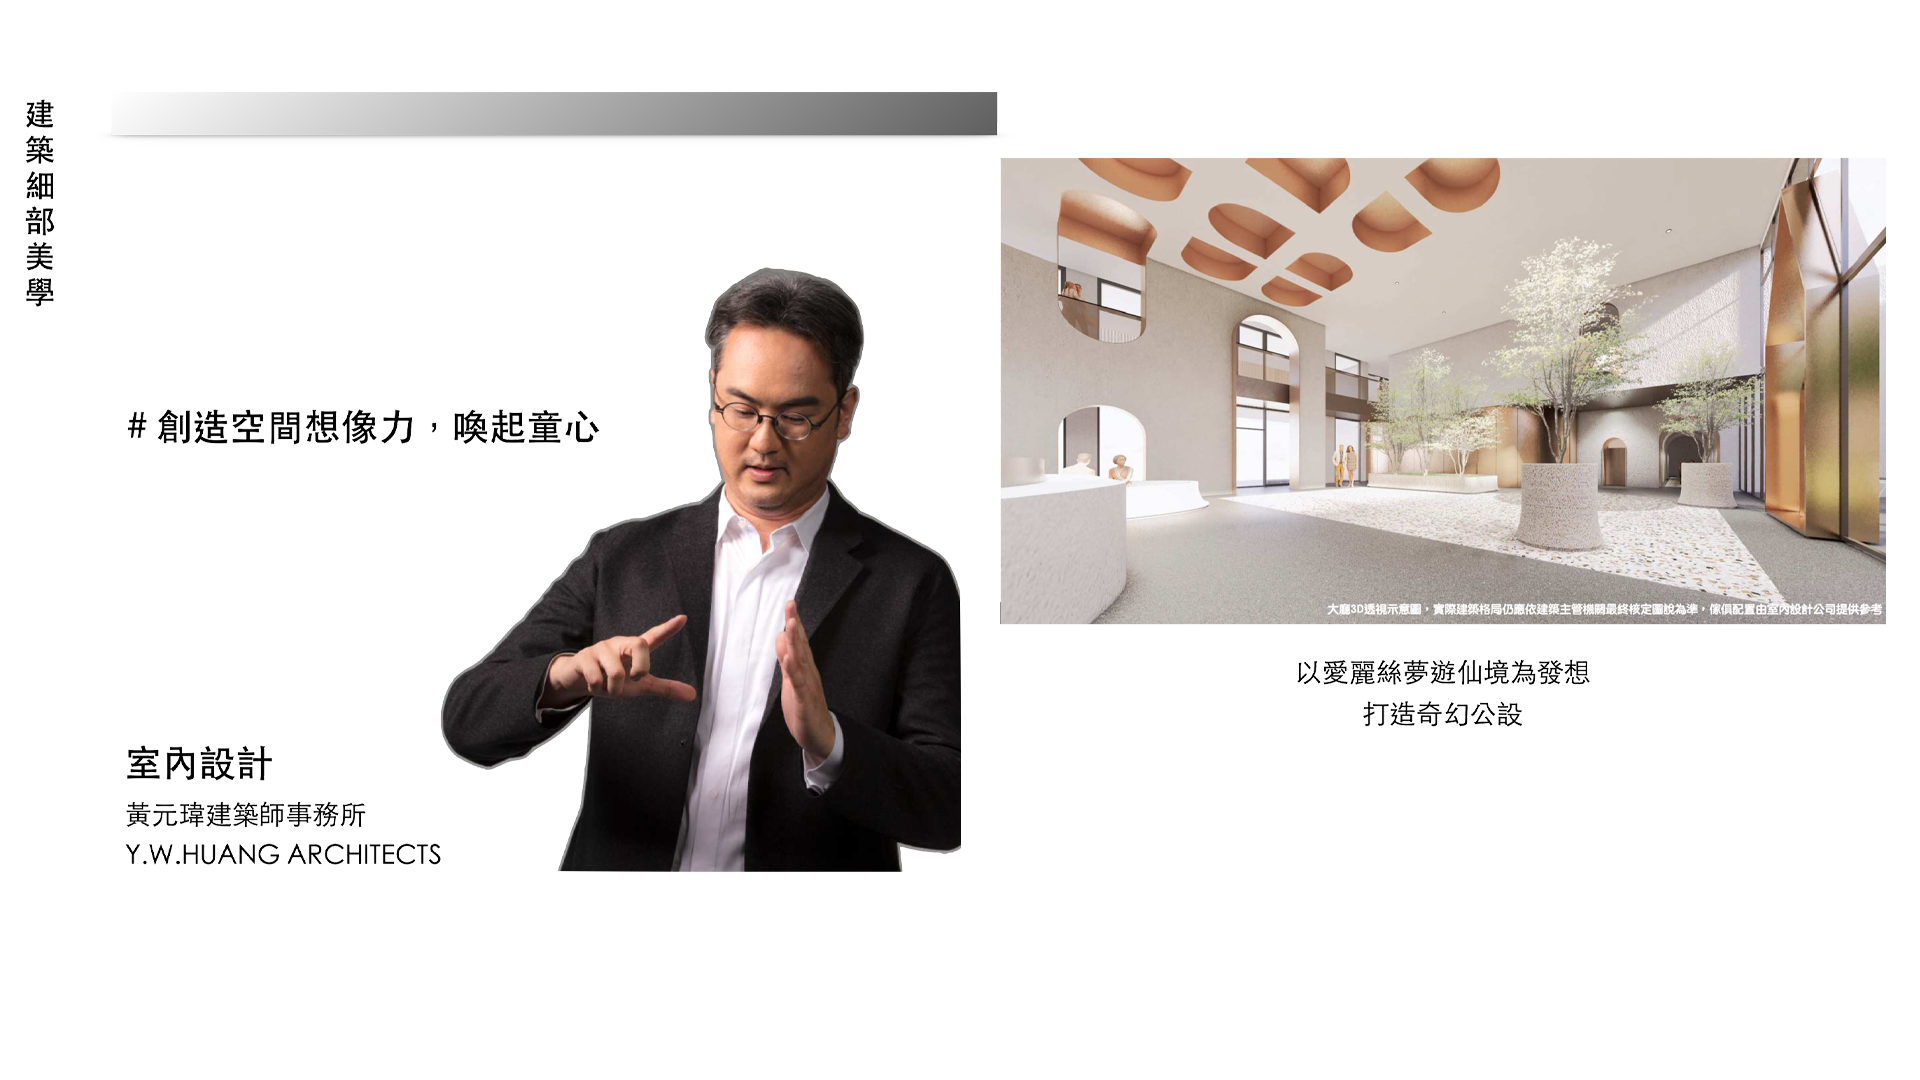 建築細部美學
# 創造空間想像力，喚起童心
室內設計
黃元瑋建築師事務所
Y.W.HUANG ARCHITECTS
大廳3D透視示意圖，實際建築格局仍應依建築主管機關最終核定圖說為準，傢俱配置由室內設計公司提供參考
以愛麗絲夢遊仙境為發想
打造奇幻公設